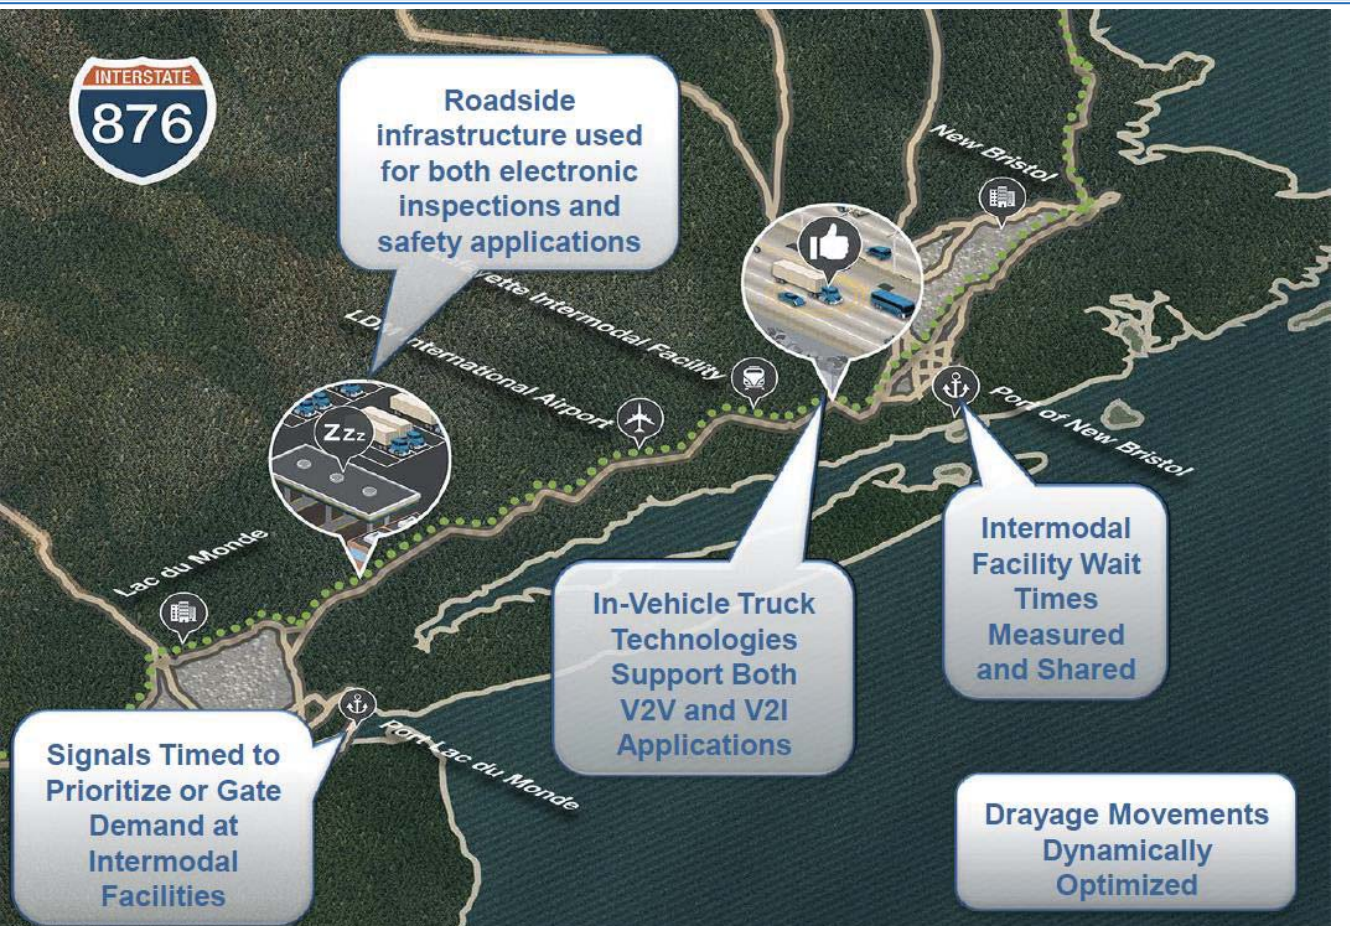 INTERSTATE
876
Roadside
infrastructure used
for both electronic
inspections and
safety applications
New Bristol
Intermodal Facility
International Airport
Port of New Bristol
Zzz
Lac du Monde
Intermodal
Facility Wait
Times
Measured
and Shared
In-Vehicle Truck
Technologies
Support Both
V2V and V2I
Applications
Port Lac du Monde
Signals Timed to
Prioritize or Gate
Demand at
Intermodal
Facilities
Drayage Movements
Dynamically
Optimized